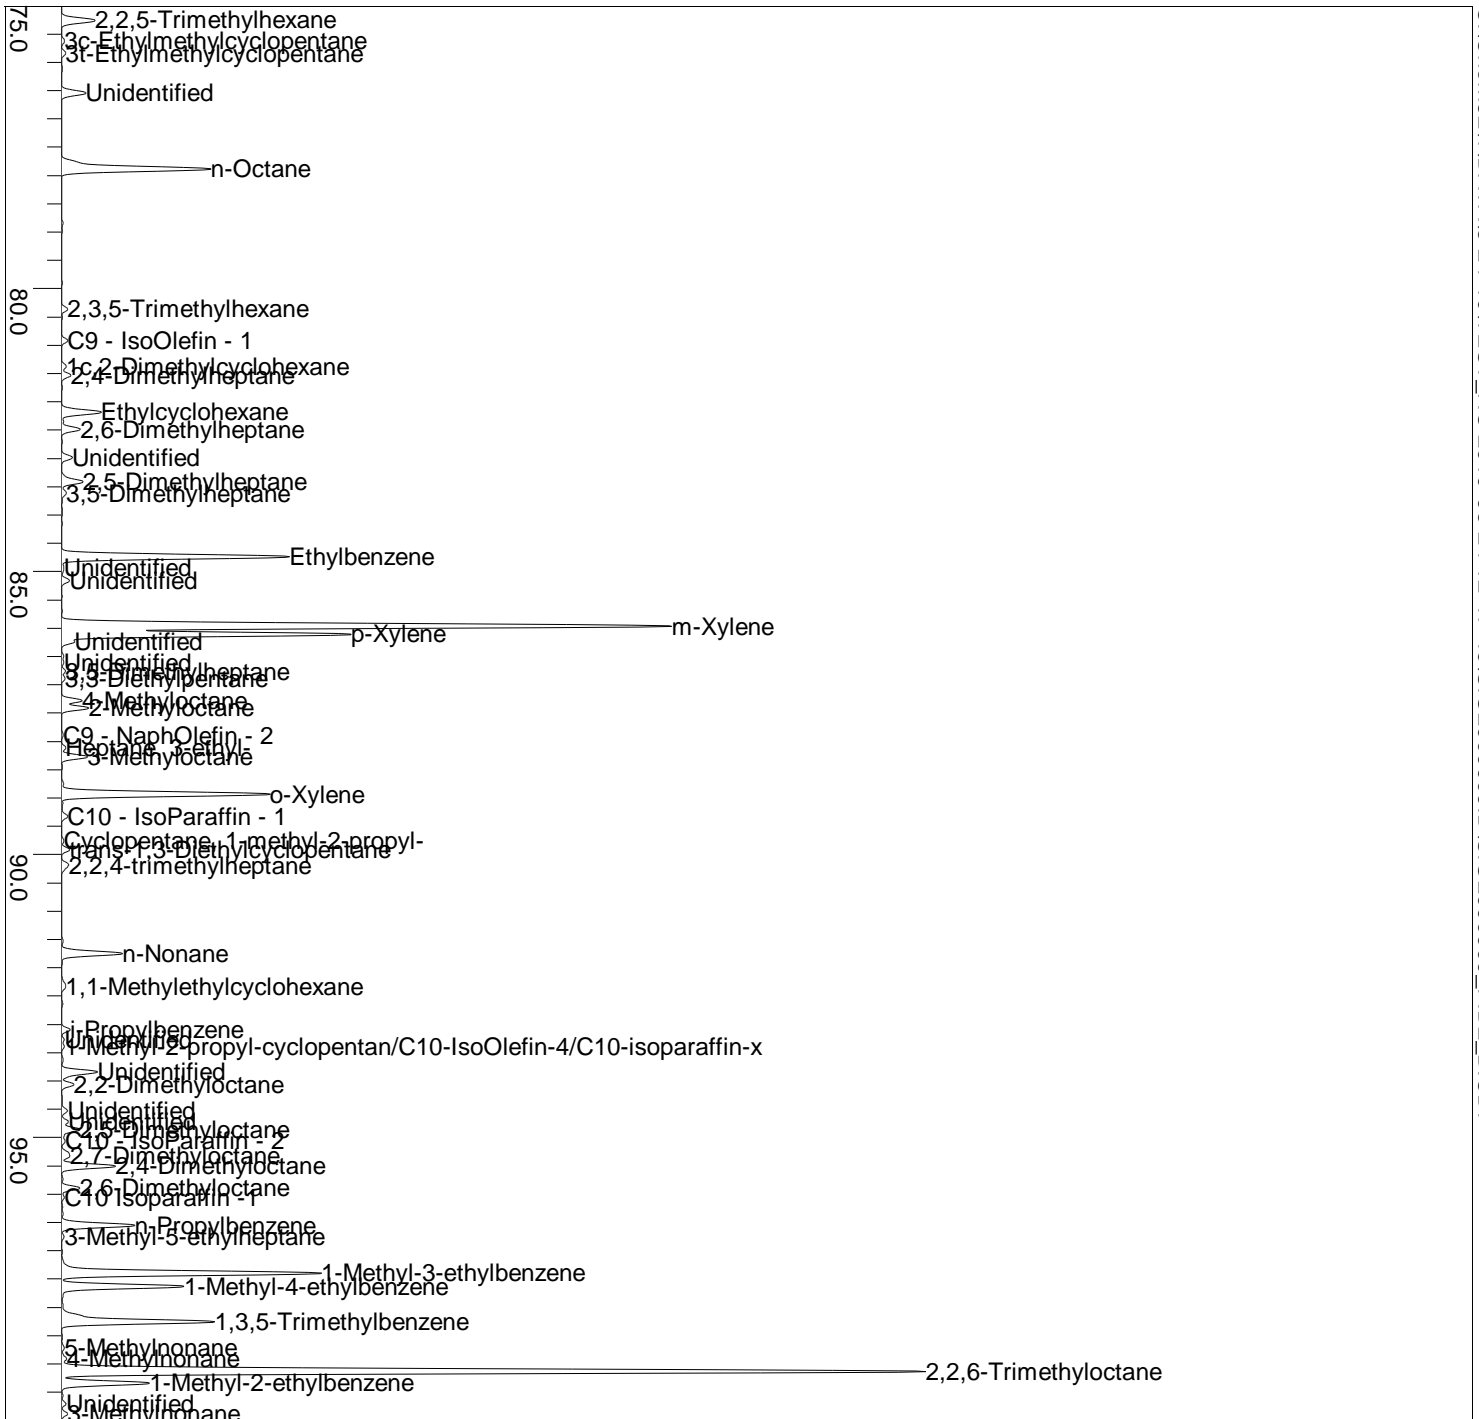 75.0
2,2,5-Trimethylhexane
3c-Ethylmethylcyclopentane
3t-Ethylmethylcyclopentane
Unidentified
n-Octane
80.0
2,3,5-Trimethylhexane
C9 - IsoOlefin - 1
1c,2-Dimethylcyclohexane
2,4-Dimethylheptane
Ethylcyclohexane
2,6-Dimethylheptane
Unidentified
2,5-Dimethylheptane
3,5-Dimethylheptane
Ethylbenzene
85.0
Unidentified
Unidentified
m-Xylene
p-Xylene
Unidentified
Unidentified
3,5-Dimethylheptane
3,3-Diethylpentane
4-Methyloctane
2-Methyloctane
C9 - NaphOlefin - 2
Heptane, 3-ethyl-
3-Methyloctane
o-Xylene
C10 - IsoParaffin - 1
Cyclopentane, 1-methyl-2-propyl-
trans-1,3-Diethylcyclopentane
90.0
2,2,4-trimethylheptane
n-Nonane
1,1-Methylethylcyclohexane
i-Propylbenzene
Unidentified
1-Methyl-2-propyl-cyclopentan/C10-IsoOlefin-4/C10-isoparaffin-x
Unidentified
2,2-Dimethyloctane
Unidentified
Unidentified
2,5-Dimethyloctane
95.0
C10 - IsoParaffin - 2
2,7-Dimethyloctane
2,4-Dimethyloctane
2,6-Dimethyloctane
C10 Isoparaffin -1
n-Propylbenzene
3-Methyl-5-ethylheptane
1-Methyl-3-ethylbenzene
1-Methyl-4-ethylbenzene
1,3,5-Trimethylbenzene
5-Methylnonane
4-Methylnonane
2,2,6-Trimethyloctane
1-Methyl-2-ethylbenzene
Unidentified
3-Methylnonane